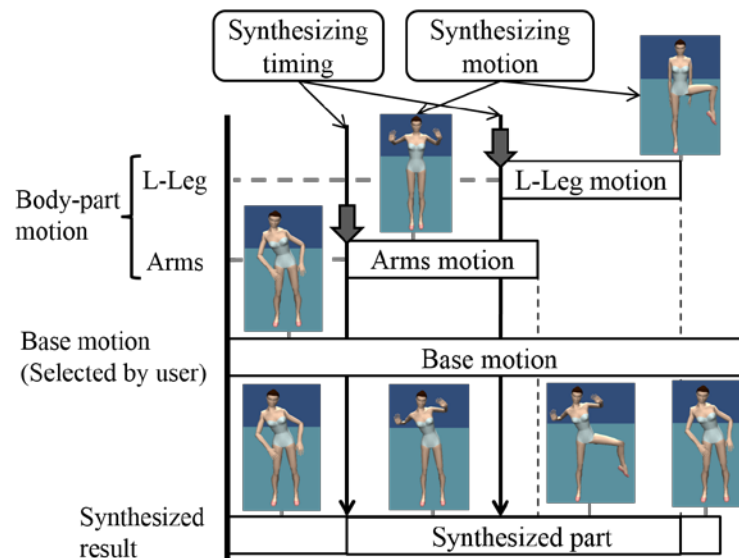 Synthesizing
timing
Synthesizing
motion
L-Leg
L-Leg motion
Body-part
motion
Arms
Arms motion
Base motion
(Selected by user)
Base motion
Synthesized
result
Synthesized part